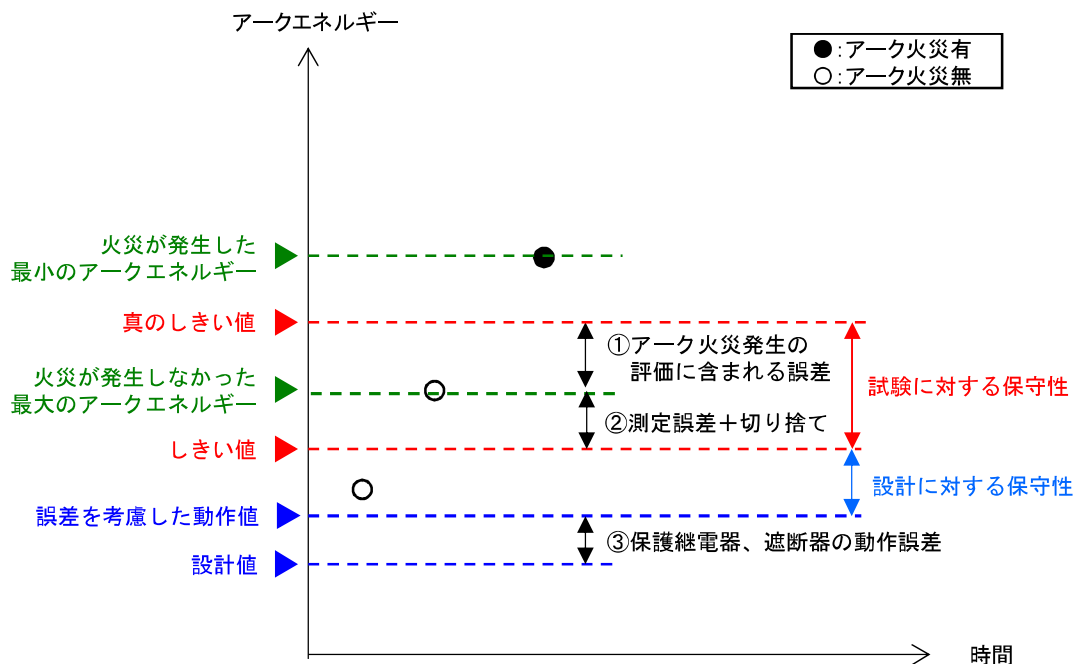 アークエネルギー
●：アーク火災有
○：アーク火災無
火災が発生した
最小のアークエネルギー
真のしきい値
①アーク火災発生の
評価に含まれる誤差
火災が発生しなかった
最大のアークエネルギー
試験に対する保守性
②測定誤差＋切り捨て
しきい値
設計に対する保守性
誤差を考慮した動作値
③保護継電器、遮断器の動作誤差
設計値
時間